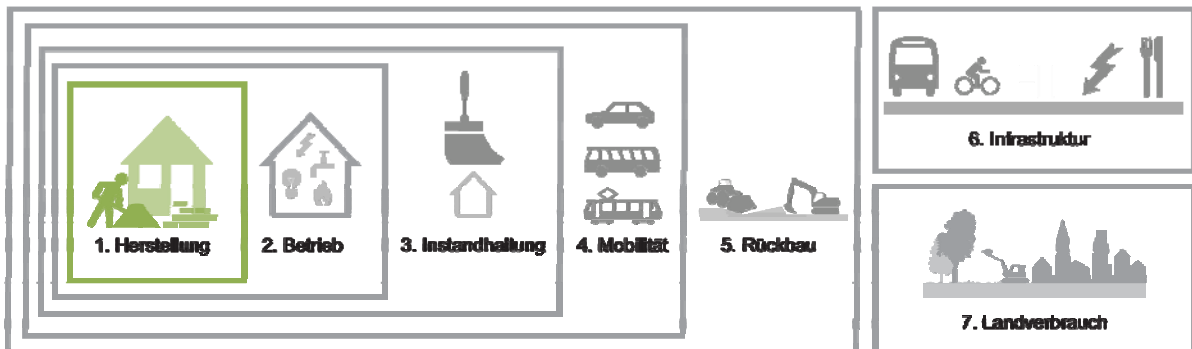 1. Herstellung
2. Betrieb
3. Instandhaltung
4. Mobilität
5. Rückbau
6. Infrastruktur
7. Landverbrauch